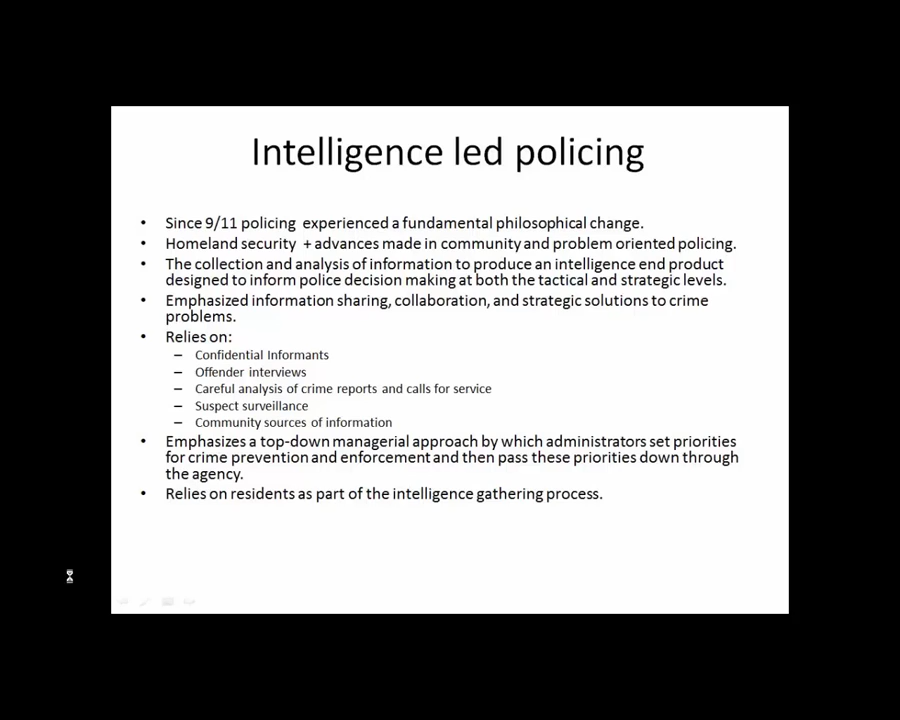 Intelligence led policing
• Since 9/11 policing experienced a fundamental philosophical change.
• Homeland security + advances made in community and problem oriented policing.
• The collection and analysis of information to produce an intelligence end product
designed to inform police decision making at both the tactical and strategic levels.
• Emphasized information sharing, collaboration, and strategic solutions to crime
problems.
• Relies on:
– Confidential Informants
– Offender interviews
– Careful analysis of crime reports and calls for service
– Suspect surveillance
– Community sources of information
• Emphasizes a top-down managerial approach by which administrators set priorities
for crime prevention and enforcement and then pass these priorities down through
the agency.
• Relies on residents as part of the intelligence gathering process.